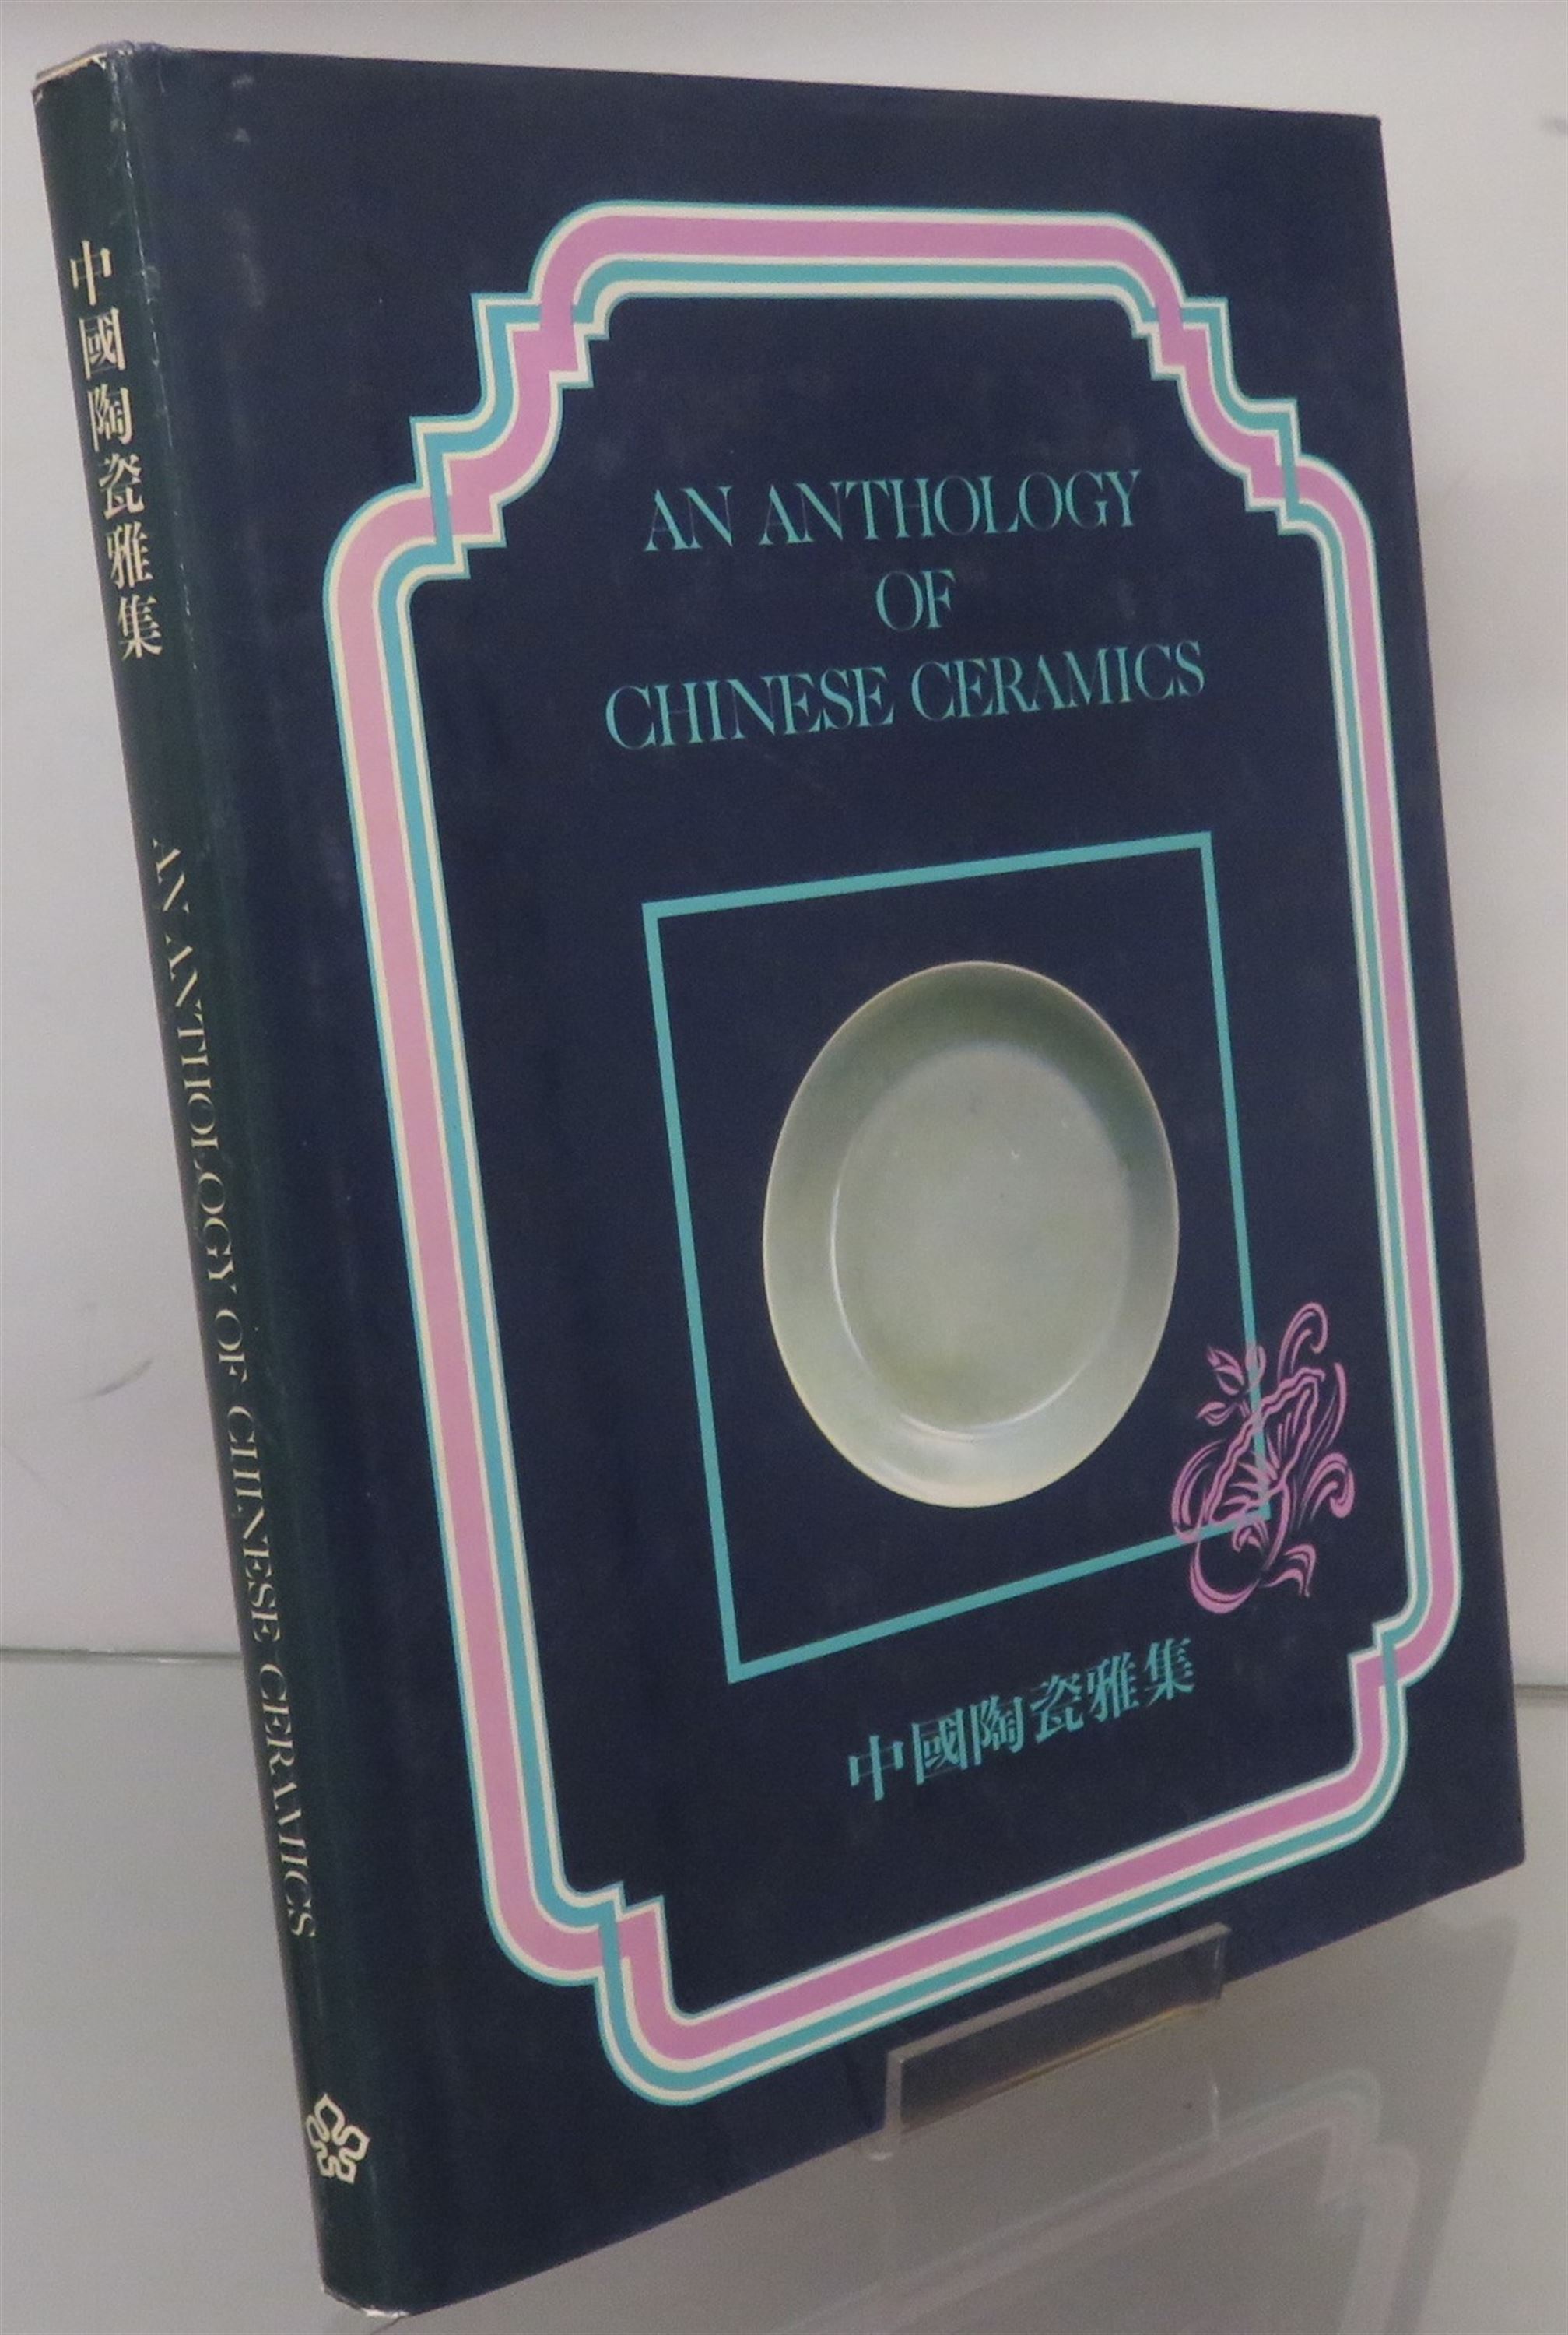 中國陶瓷雅集
AN ANTHOLOGY OF CHINESE CERAMICS
AN ANTHOLOGY
OF
CHINESE CERAMICS
中國陶瓷雅集